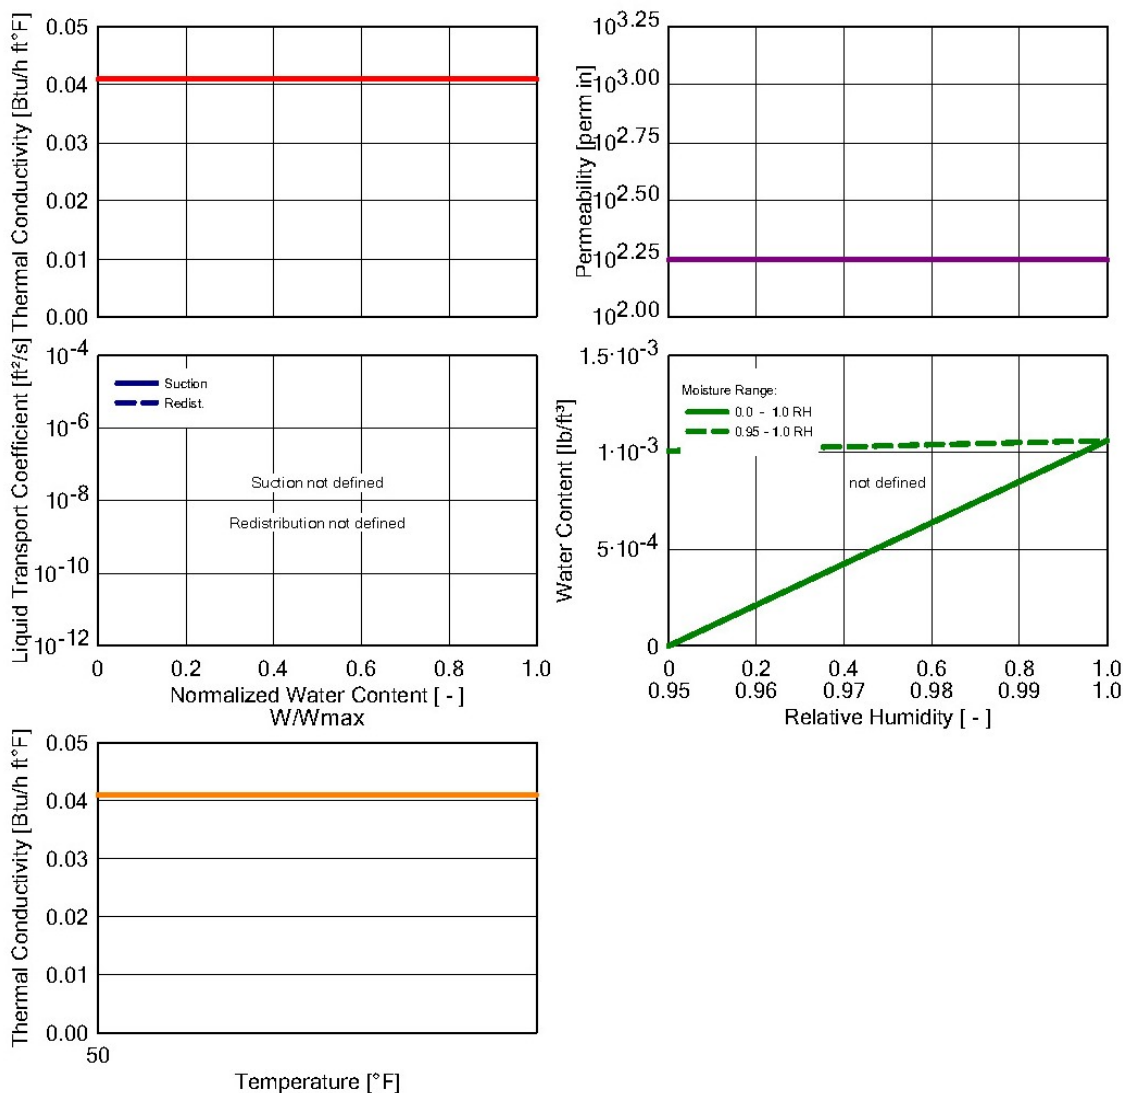 Thermal Conductivity [Btu/h ft°F]
0.05
0.04
0.03
0.02
0.01
0.00
Permeability [perm in]
10^3.25
10^3.00
10^2.75
10^2.50
10^2.25
10^2.00
Liquid Transport Coefficient [ft²/s]
10^-4
10^-6
10^-8
10^-10
10^-12
Suction
Redist.
Suction not defined
Redistribution not defined
0 0.2 0.4 0.6 0.8 1.0
Normalized Water Content [ - ]
W/Wmax
Water Content [lb/ft³]
1.5·10^-3
1·10^-3
5·10^-4
0
Moisture Range:
0.0 - 1.0 RH
0.95 - 1.0 RH
not defined
0 0.2 0.4 0.6 0.8 1.0
0.95 0.96 0.97 0.98 0.99 1.0
Relative Humidity [ - ]
Thermal Conductivity [Btu/h ft°F]
0.05
0.04
0.03
0.02
0.01
0.00
50
Temperature [°F]